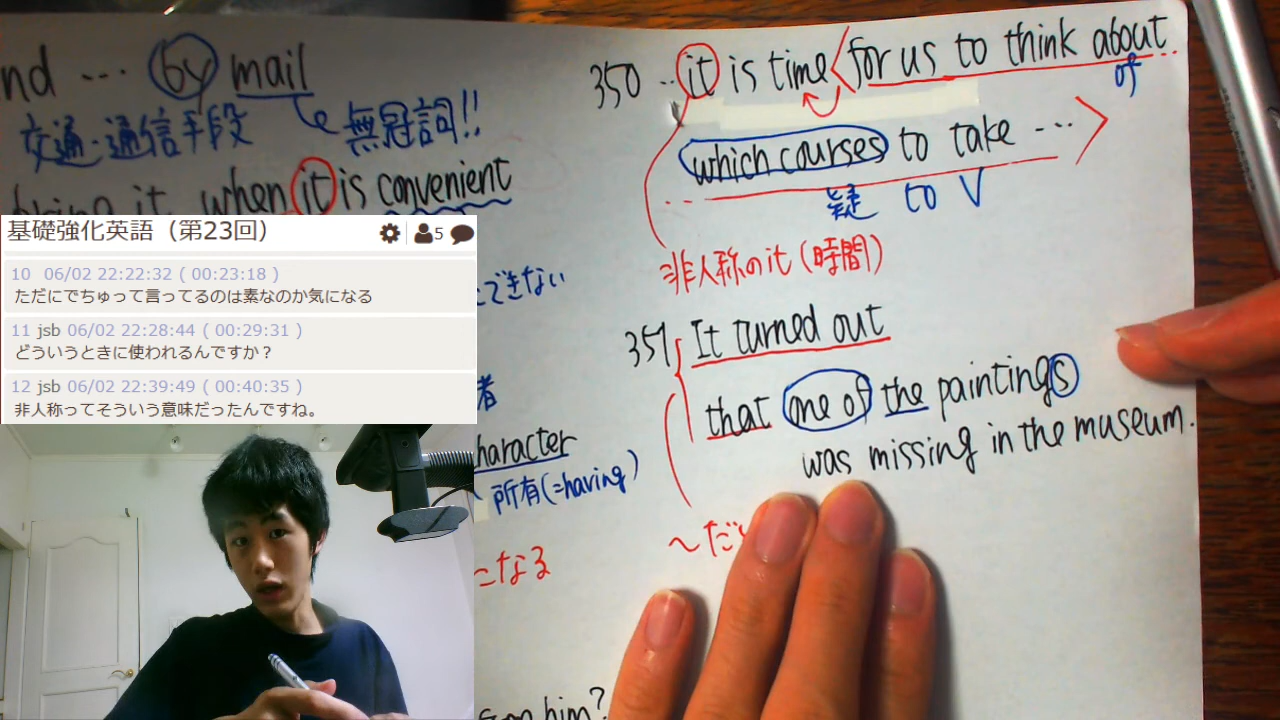 nd … by mail
交通・通信手段
無冠詞!!
when it is convenient
基礎強化英語（第23回）
5
10 06/02 22:22:32 ( 00:23:18 )
ただにでちゅって言ってるのは素なのか気になる
11 jsb 06/02 22:28:44 ( 00:29:31 )
どういうときに使われるんですか？
12 jsb 06/02 22:39:49 ( 00:40:35 )
非人称ってそういう意味だったんですね。
できない
者
haracter
所有(=having)
になる
him?
350 … it is time for us to think about
of
which courses to take …
疑 to V
非人称のit (時間)
351 It turned out
that one of the paintings
was missing in the museum.
〜だと